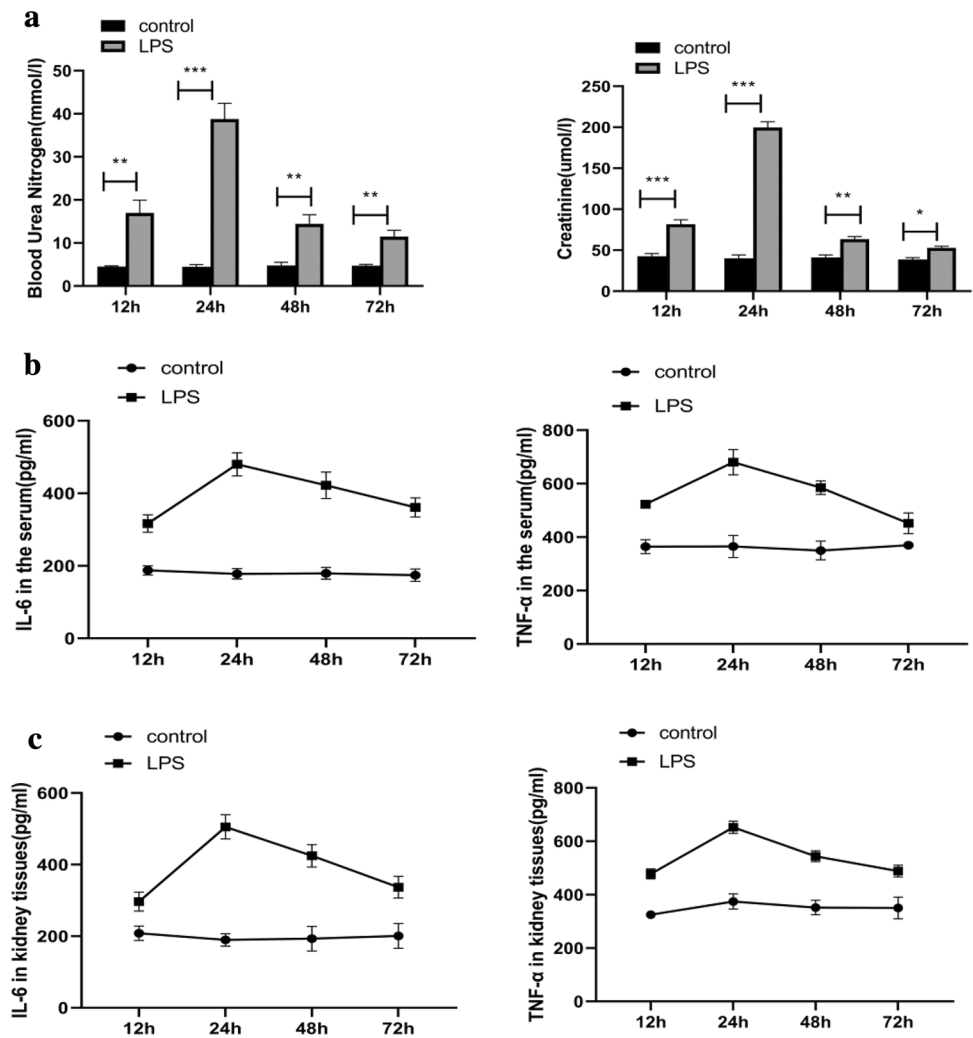 a
control
LPS
Blood Urea Nitrogen(mmol/l)
50
40
30
20
10
0
**
***
**
**
12h
24h
48h
72h
control
LPS
Creatinine(umol/l)
250
200
150
100
50
0
***
***
**
*
12h
24h
48h
72h
b
control
LPS
IL-6 in the serum(pg/ml)
600
400
200
0
12h
24h
48h
72h
control
LPS
TNF-α in the serum(pg/ml)
800
600
400
200
0
12h
24h
48h
72h
c
control
LPS
IL-6 in kidney tissues(pg/ml)
600
400
200
0
12h
24h
48h
72h
control
LPS
TNF-α in kidney tissues(pg/ml)
800
600
400
200
0
12h
24h
48h
72h